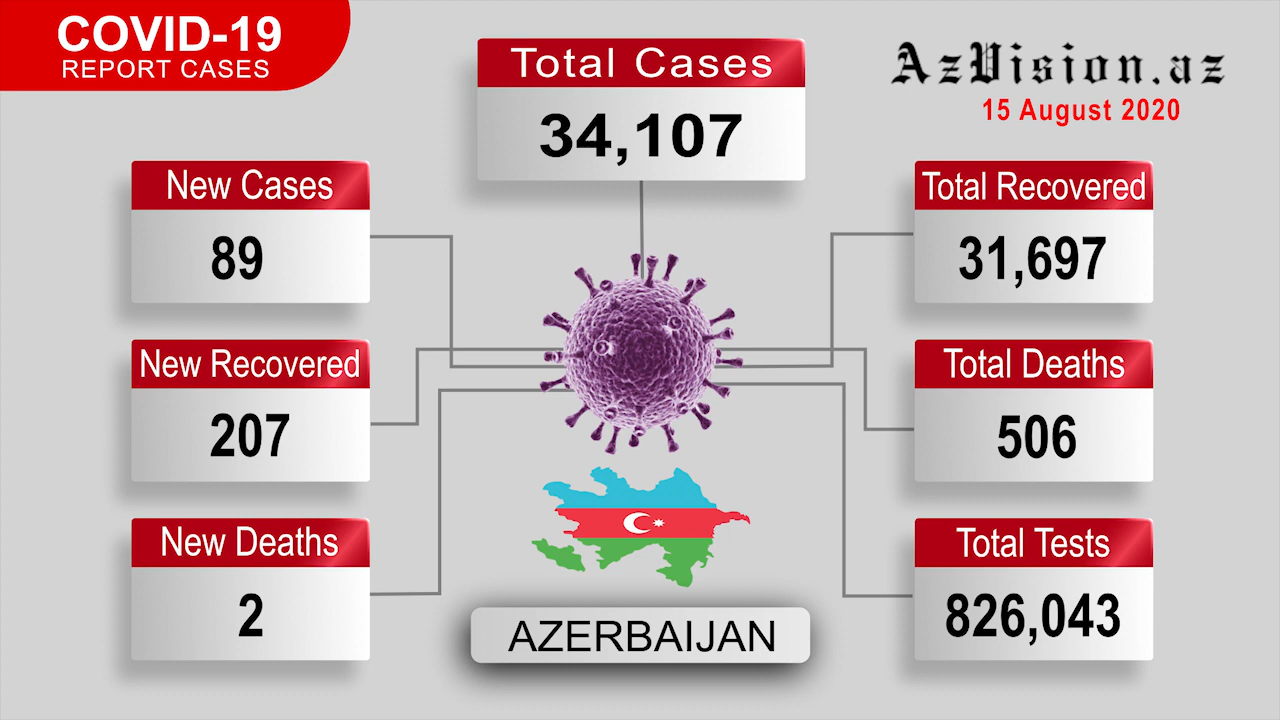 COVID-19
REPORT CASES
Total Cases
34,107
AzVision.az
15 August 2020
New Cases
89
New Recovered
207
New Deaths
2
Total Recovered
31,697
Total Deaths
506
Total Tests
826,043
AZERBAIJAN